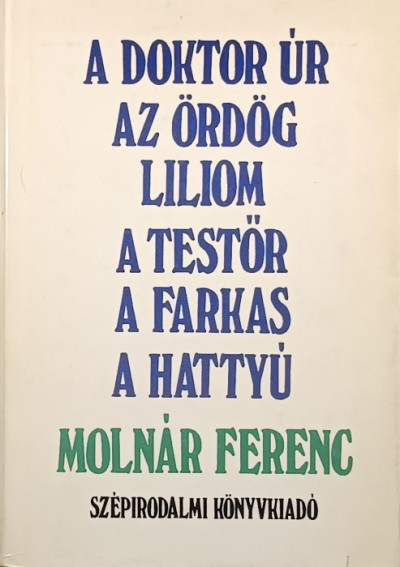 A DOKTOR ÚR
AZ ÖRDÖG
LILIOM
A TESTŐR
A FARKAS
A HATTYÚ
MOLNÁR FERENC
SZÉPIRODALMI KÖNYVKIADÓ